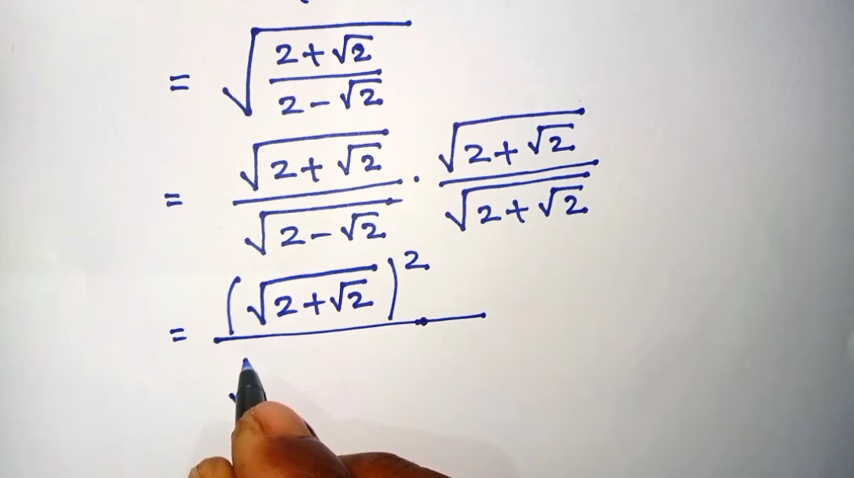 = √((2+√2)/(2-√2))
= √(2+√2)/√(2-√2) · √(2+√2)/√(2+√2)
= (√(2+√2))²